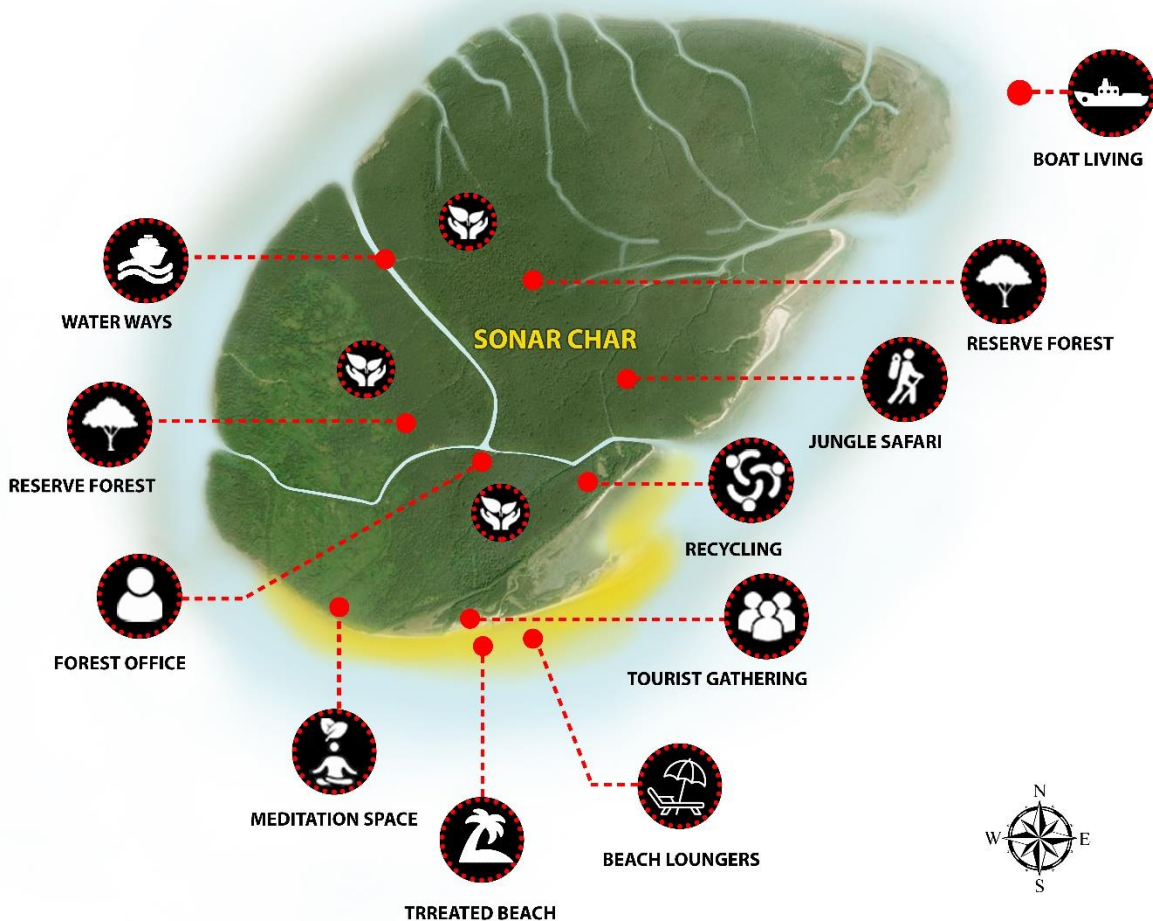 BOAT LIVING
WATER WAYS
SONAR CHAR
RESERVE FOREST
JUNGLE SAFARI
RESERVE FOREST
RECYCLING
FOREST OFFICE
TOURIST GATHERING
MEDITATION SPACE
BEACH LOUNGERS
TRREATED BEACH
N
W E
S